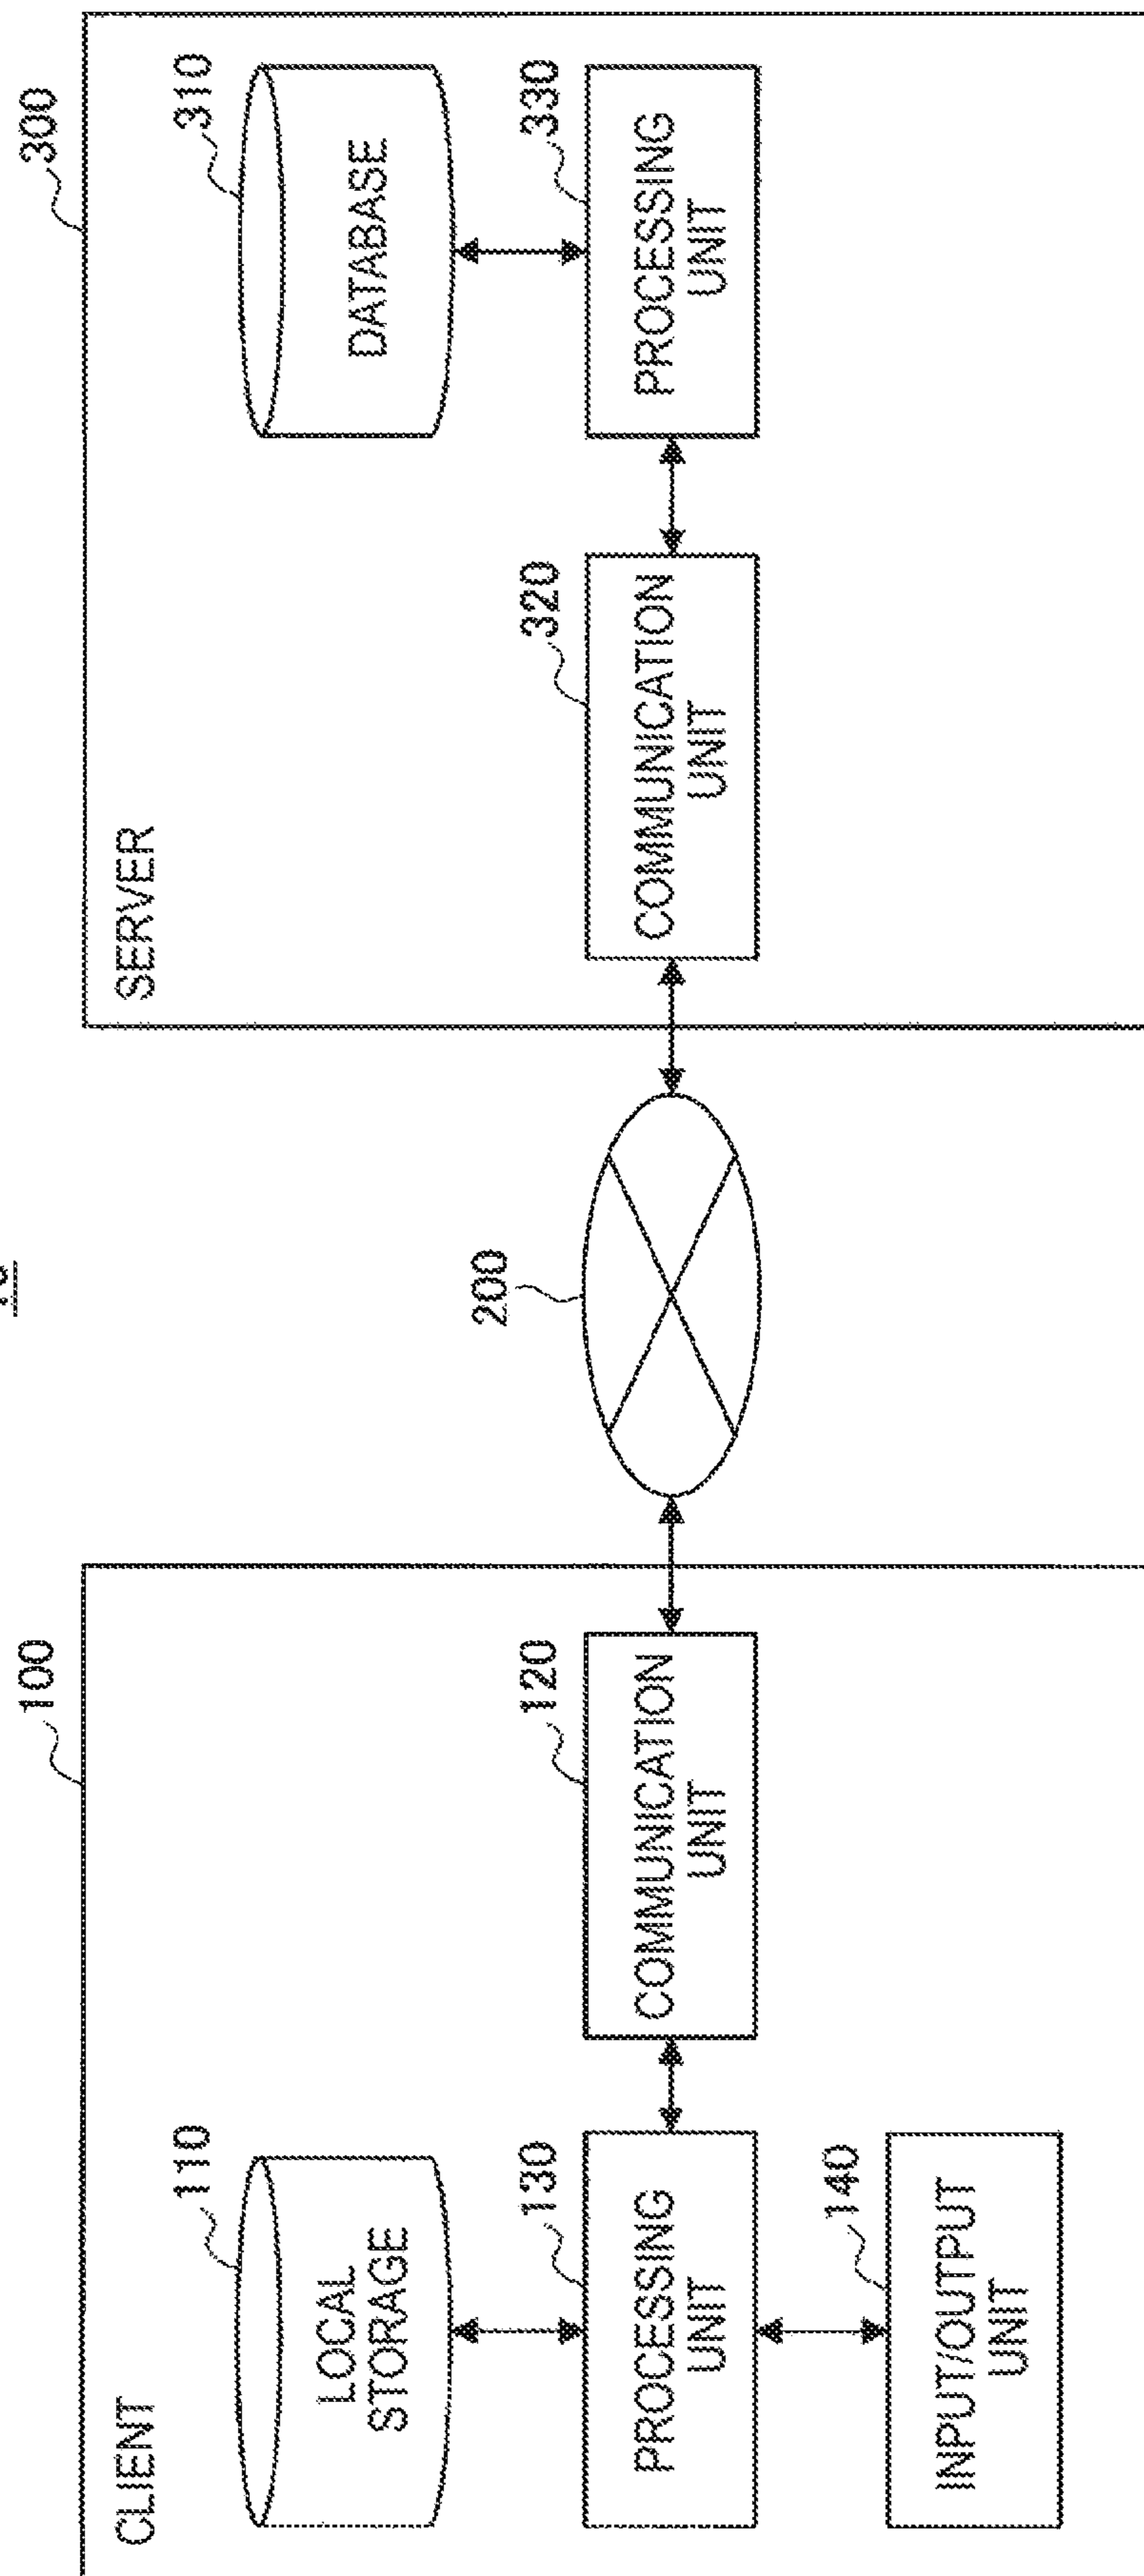 100
CLIENT
110
LOCAL
STORAGE
130
PROCESSING
UNIT
140
INPUT/OUTPUT
UNIT
120
COMMUNICATION
UNIT
200
300
SERVER
320
COMMUNICATION
UNIT
310
DATABASE
330
PROCESSING
UNIT